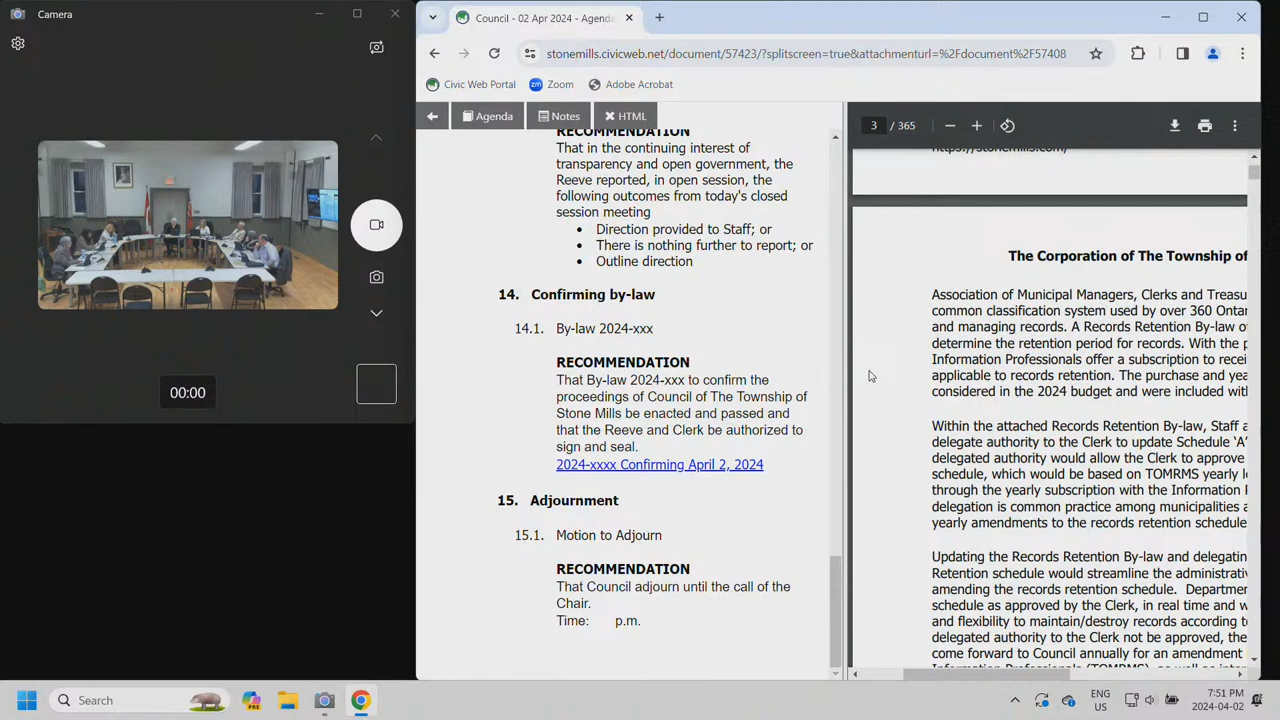 Camera
Council - 02 Apr 2024 - Agenda
stonemills.civicweb.net/document/57423/?splitscreen=true&attachmenturl=%2Fdocument%2F57408
Civic Web Portal
Zoom
Adobe Acrobat
Agenda
Notes
HTML
3 / 365
RECOMMENDATION
That in the continuing interest of
transparency and open government, the
Reeve reported, in open session, the
following outcomes from today's closed
session meeting
• Direction provided to Staff; or
• There is nothing further to report; or
• Outline direction
14. Confirming by-law
14.1. By-law 2024-xxx
RECOMMENDATION
That By-law 2024-xxx to confirm the
proceedings of Council of The Township of
Stone Mills be enacted and passed and
that the Reeve and Clerk be authorized to
sign and seal.
2024-xxxx Confirming April 2, 2024
15. Adjournment
15.1. Motion to Adjourn
RECOMMENDATION
That Council adjourn until the call of the
Chair.
Time: p.m.
https://stonemills.com/
The Corporation of The Township of
Association of Municipal Managers, Clerks and Treasu
common classification system used by over 360 Ontar
and managing records. A Records Retention By-law o
determine the retention period for records. With the p
Information Professionals offer a subscription to recei
applicable to records retention. The purchase and yea
considered in the 2024 budget and were included with
Within the attached Records Retention By-law, Staff a
delegate authority to the Clerk to update Schedule 'A'
delegated authority would allow the Clerk to approve
schedule, which would be based on TOMRMS yearly l
through the yearly subscription with the Information P
delegation is common practice among municipalities a
yearly amendments to the records retention schedule
Updating the Records Retention By-law and delegatin
Retention schedule would streamline the administrativ
amending the records retention schedule. Departmen
schedule as approved by the Clerk, in real time and w
and flexibility to maintain/destroy records according to
delegated authority to the Clerk not be approved, the
come forward to Council annually for an amendment
Information Professionals (TOMRMS), as well as inter
00:00
Search
PRE
ENG
US
7:51 PM
2024-04-02